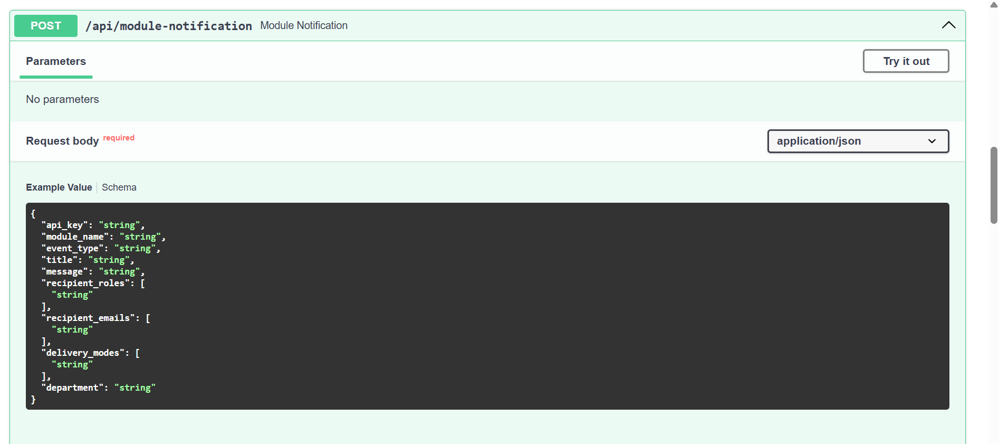 POST /api/module-notification Module Notification
Parameters
Try it out
No parameters
Request body required
application/json
Example Value Schema
{
  "api_key": "string",
  "module_name": "string",
  "event_type": "string",
  "title": "string",
  "message": "string",
  "recipient_roles": [
    "string"
  ],
  "recipient_emails": [
    "string"
  ],
  "delivery_modes": [
    "string"
  ],
  "department": "string"
}